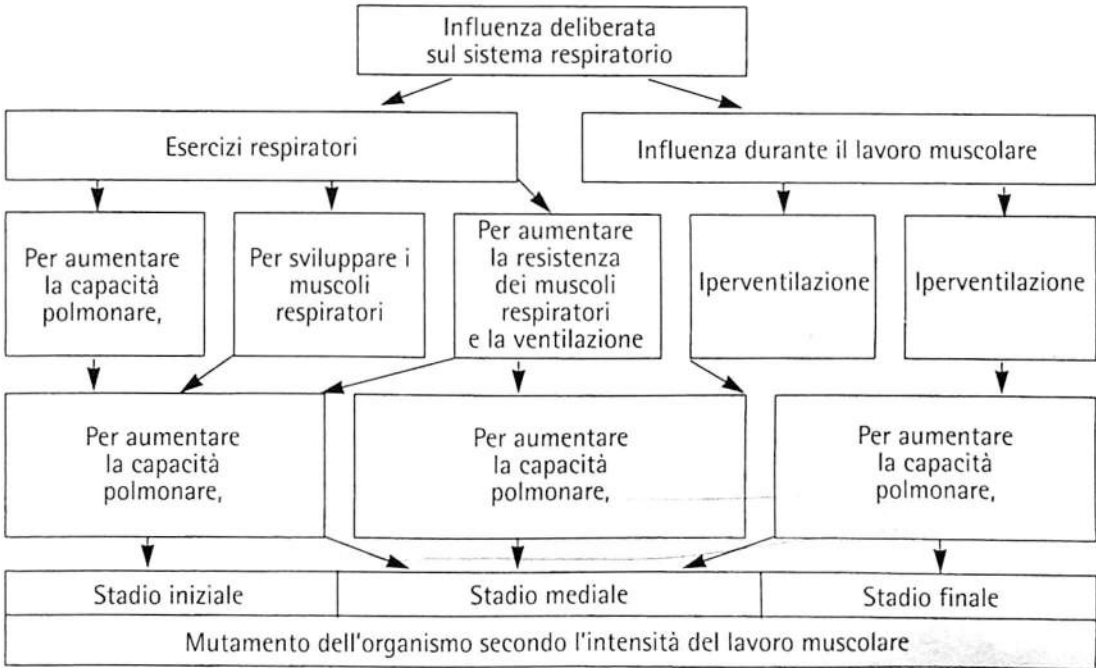 Influenza deliberata
sul sistema respiratorio
Esercizi respiratori
Influenza durante il lavoro muscolare
Per aumentare
la capacità
polmonare,
Per sviluppare i
muscoli
respiratori
Per aumentare
la resistenza
dei muscoli
respiratori
e la ventilazione
Iperventilazione
Iperventilazione
Per aumentare
la capacità
polmonare,
Per aumentare
la capacità
polmonare,
Per aumentare
la capacità
polmonare,
Stadio iniziale
Stadio mediale
Stadio finale
Mutamento dell'organismo secondo l'intensità del lavoro muscolare